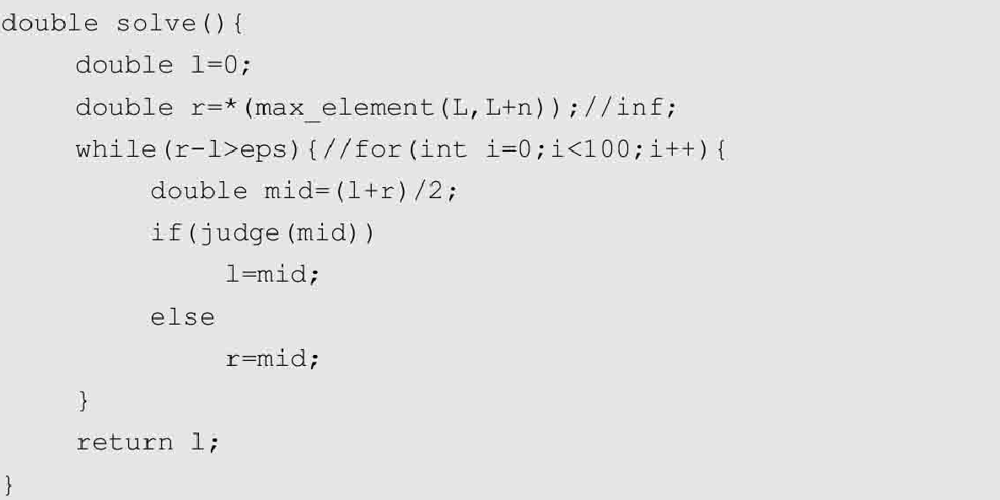 double solve(){
double l=0;
double r=*(max_element(L,L+n));//inf;
while(r-l>eps){//for(int i=0;i<100;i++){
double mid=(l+r)/2;
if(judge(mid))
l=mid;
else
r=mid;
}
return l;
}